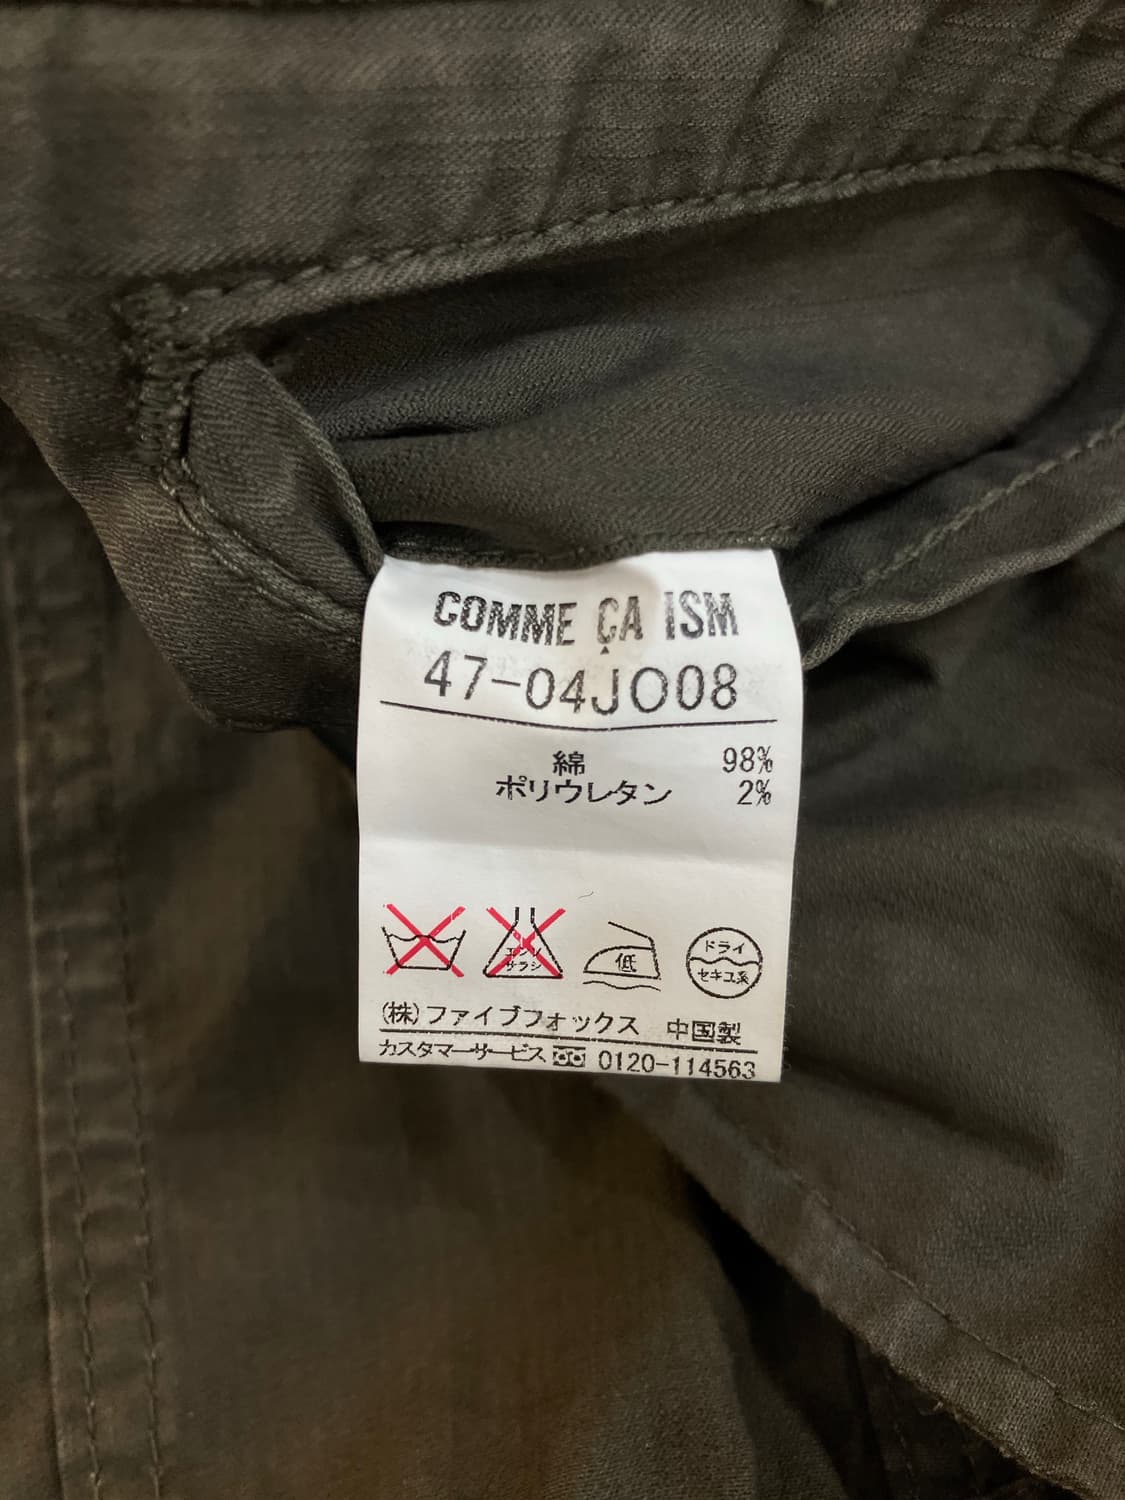 COMME ÇA ISM
47-04JO08
綿 98%
ポリウレタン 2%
エンソ
サラシ
低
ドライ
セキユ系
(株)ファイブフォックス 中国製
カスタマーサービス 0120-114563